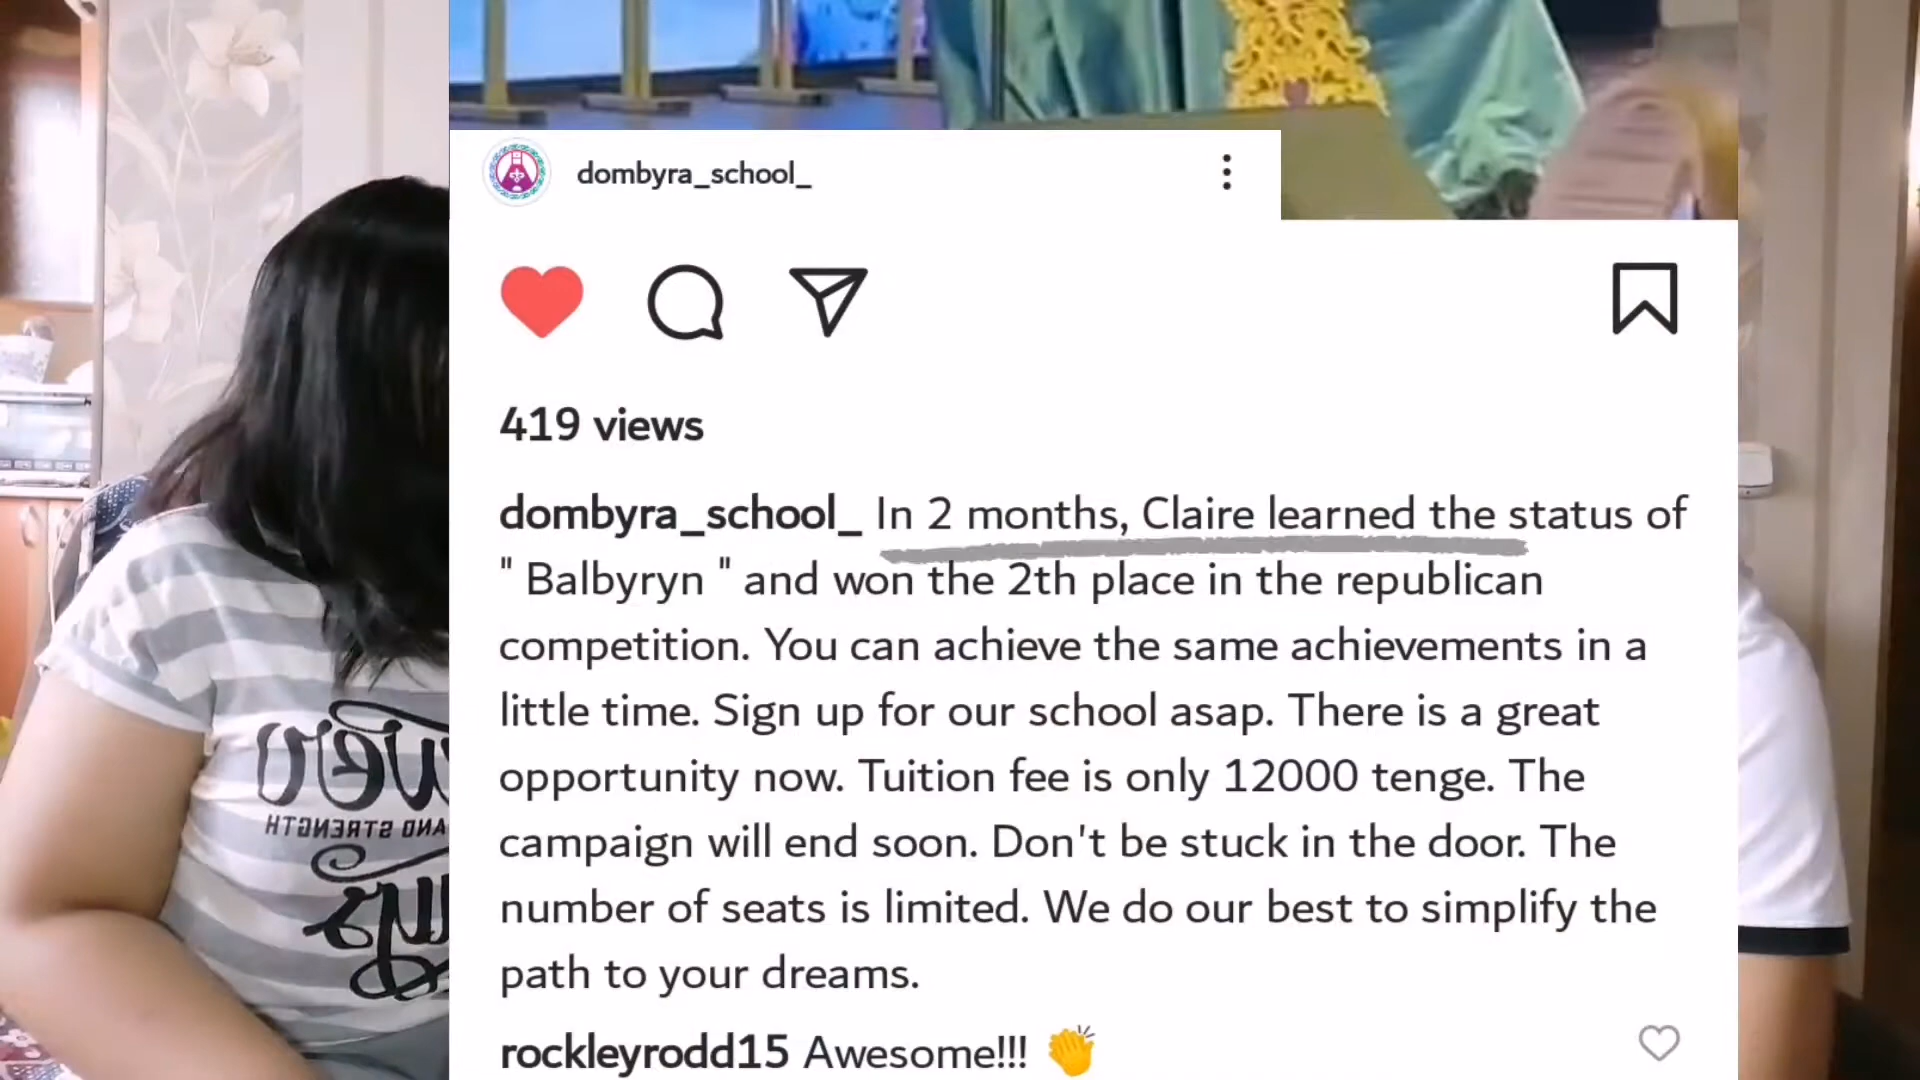 dombyra_school_
419 views
dombyra_school_ In 2 months, Claire learned the status of
" Balbyryn " and won the 2th place in the republican
competition. You can achieve the same achievements in a
little time. Sign up for our school asap. There is a great
opportunity now. Tuition fee is only 12000 tenge. The
campaign will end soon. Don't be stuck in the door. The
number of seats is limited. We do our best to simplify the
path to your dreams.
rockleyrodd15 Awesome!!! 👏
AND STRENGTH